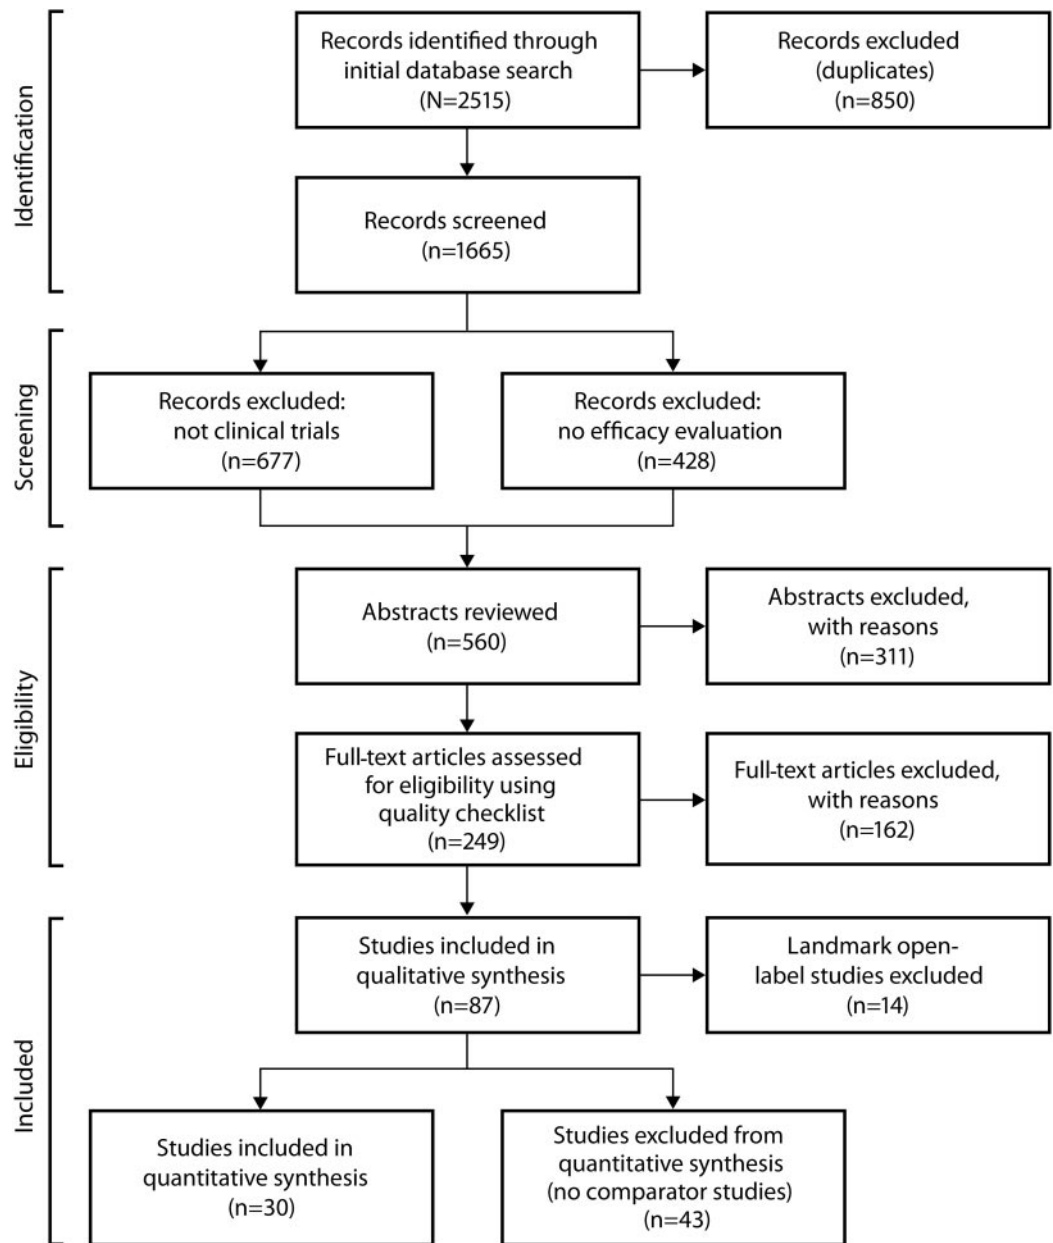 Identification
Records identified through
initial database search
(N=2515)
Records excluded
(duplicates)
(n=850)
Records screened
(n=1665)
Screening
Records excluded:
not clinical trials
(n=677)
Records excluded:
no efficacy evaluation
(n=428)
Eligibility
Abstracts reviewed
(n=560)
Abstracts excluded,
with reasons
(n=311)
Full-text articles assessed
for eligibility using
quality checklist
(n=249)
Full-text articles excluded,
with reasons
(n=162)
Included
Studies included in
qualitative synthesis
(n=87)
Landmark open-
label studies excluded
(n=14)
Studies included in
quantitative synthesis
(n=30)
Studies excluded from
quantitative synthesis
(no comparator studies)
(n=43)